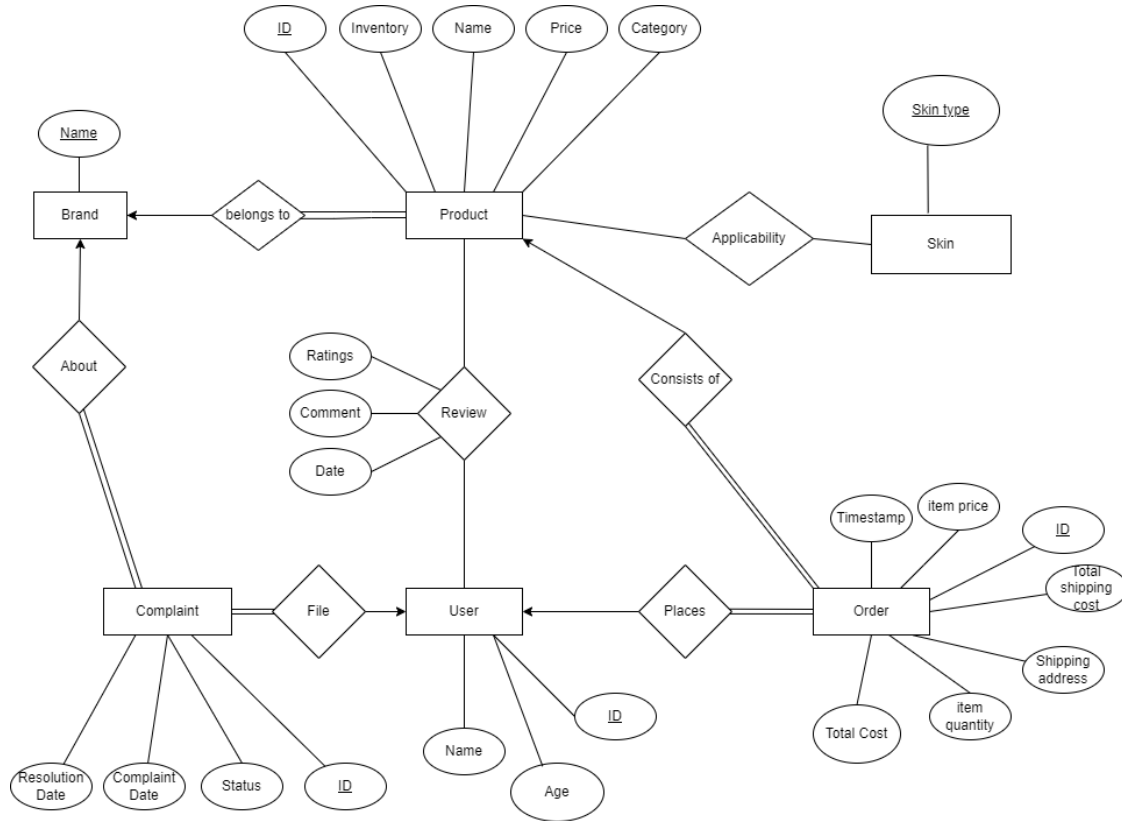 ID
Inventory
Name
Price
Category
Skin type
Name
Brand
belongs to
Product
Applicability
Skin
About
Ratings
Comment
Date
Review
Consists of
Timestamp
item price
ID
Total
shipping
cost
Shipping
address
item
quantity
Total Cost
Complaint
File
User
Places
Order
Resolution
Date
Complaint
Date
Status
ID
Name
Age
ID